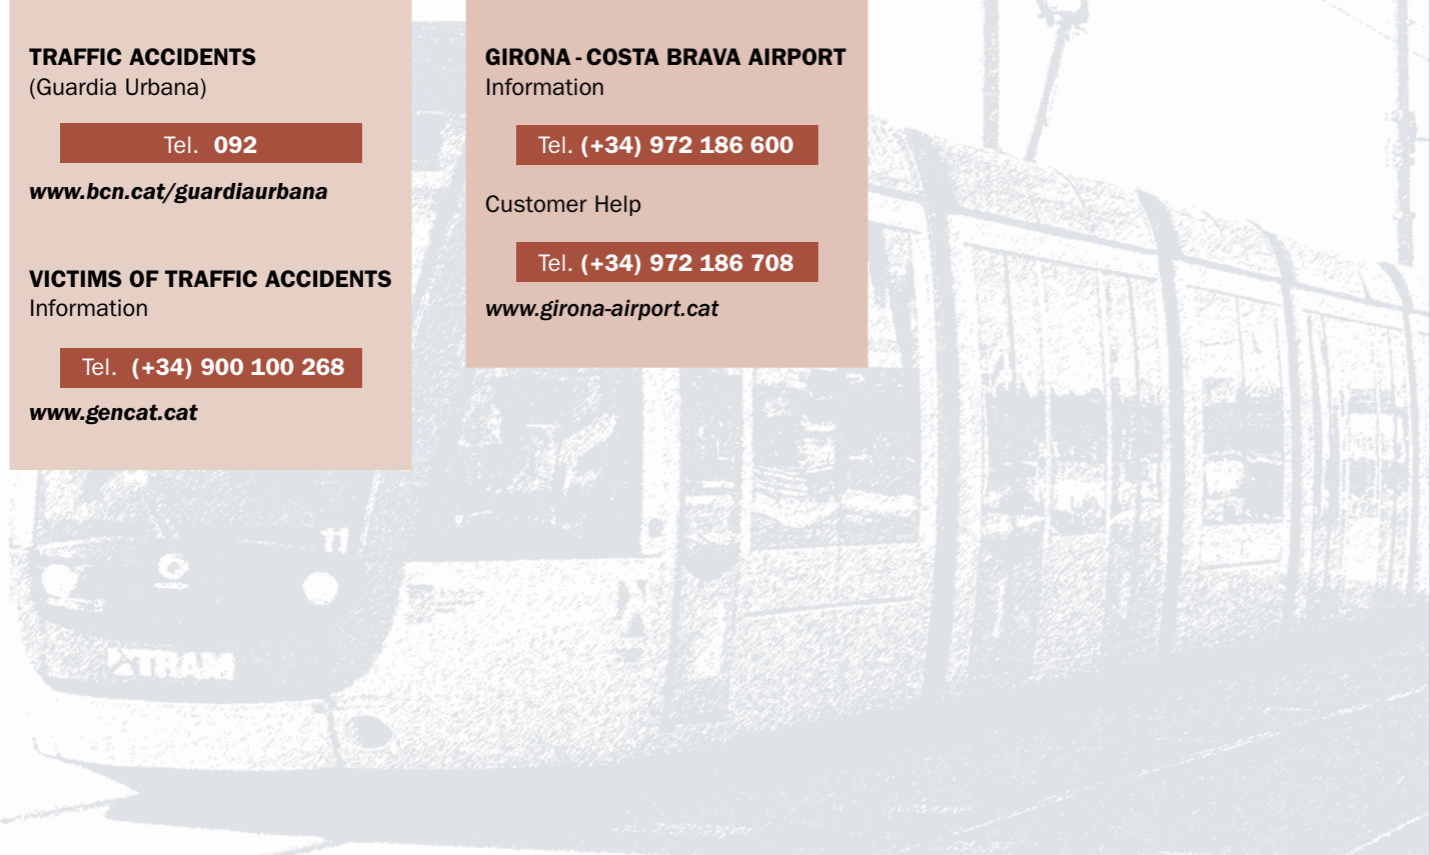 TRAFFIC ACCIDENTS
(Guardia Urbana)
Tel. 092
www.bcn.cat/guardiaurbana
VICTIMS OF TRAFFIC ACCIDENTS
Information
Tel. (+34) 900 100 268
www.gencat.cat
GIRONA - COSTA BRAVA AIRPORT
Information
Tel. (+34) 972 186 600
Customer Help
Tel. (+34) 972 186 708
www.girona-airport.cat
11
TRAM